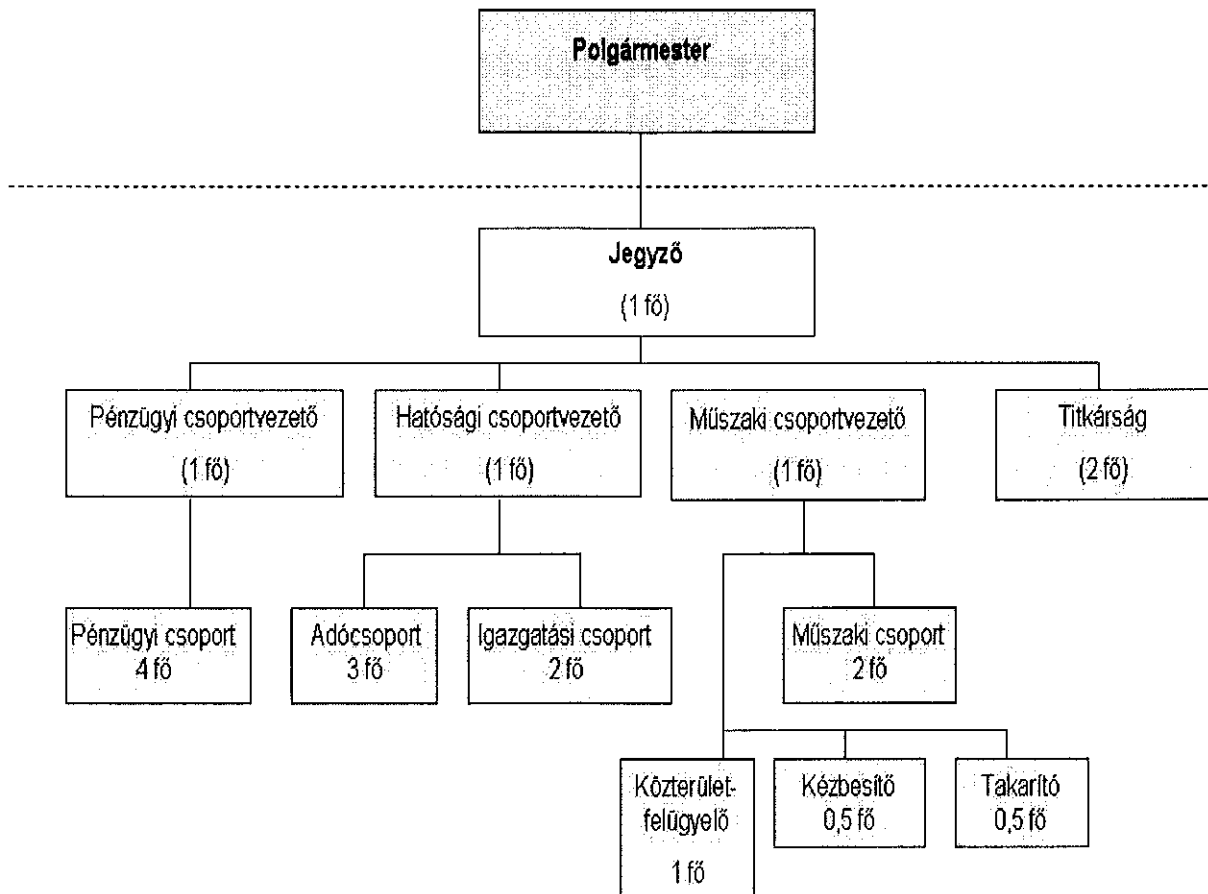 Polgármester
Jegyző
(1 fő)
Pénzügyi csoportvezető
(1 fő)
Hatósági csoportvezető
(1 fő)
Műszaki csoportvezető
(1 fő)
Titkárság
(2 fő)
Pénzügyi csoport
4 fő
Adócsoport
3 fő
Igazgatási csoport
2 fő
Műszaki csoport
2 fő
Közterület-
felügyelő
1 fő
Kézbesítő
0,5 fő
Takarító
0,5 fő